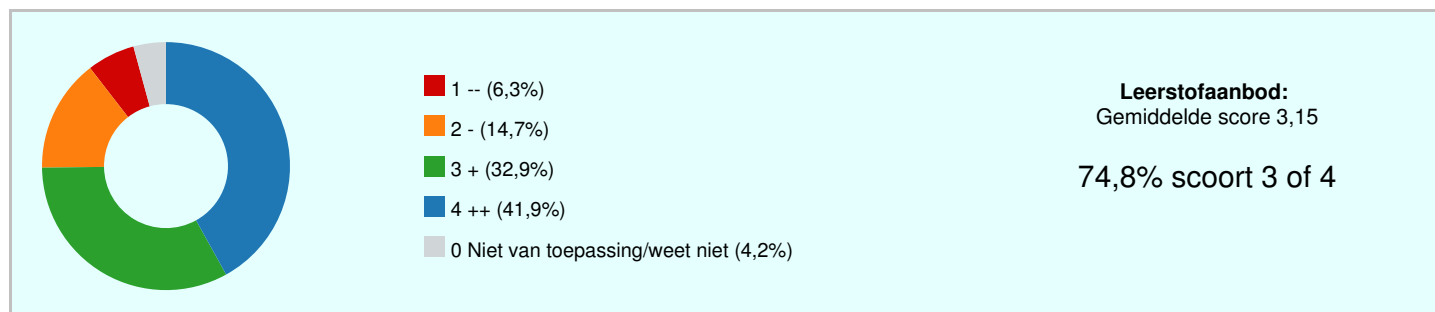 1 -- (6,3%)
2 - (14,7%)
3 + (32,9%)
4 ++ (41,9%)
0 Niet van toepassing/weet niet (4,2%)
Leerstofaanbod:
Gemiddelde score 3,15
74,8% scoort 3 of 4